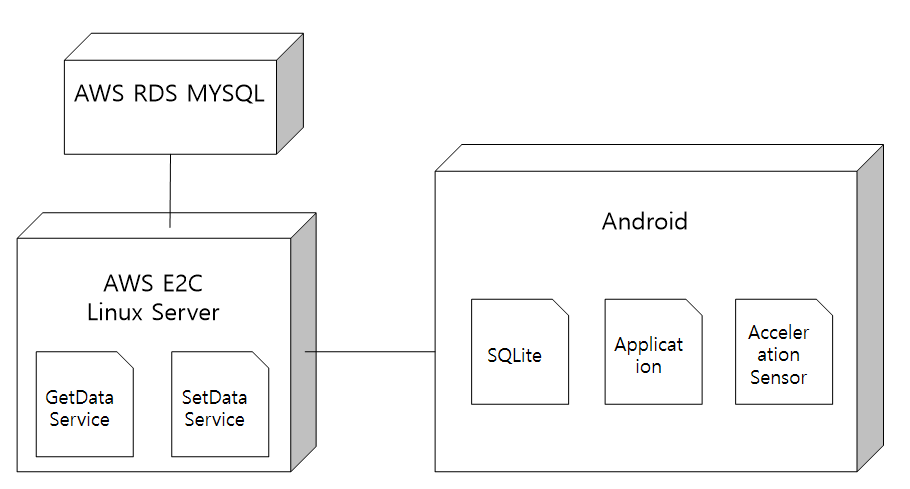 AWS RDS MYSQL
AWS E2C
Linux Server
GetData
Service
SetData
Service
Android
SQLite
Applicat
ion
Acceler
ation
Sensor